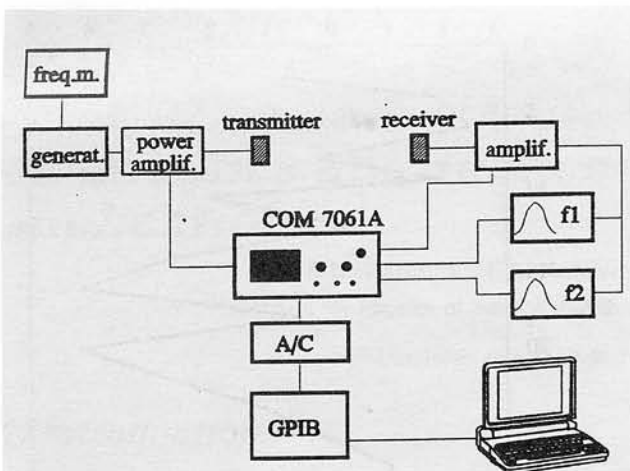 freq.m.
generat.
power
amplif.
transmitter
receiver
amplif.
COM 7061A
f1
f2
A/C
GPIB